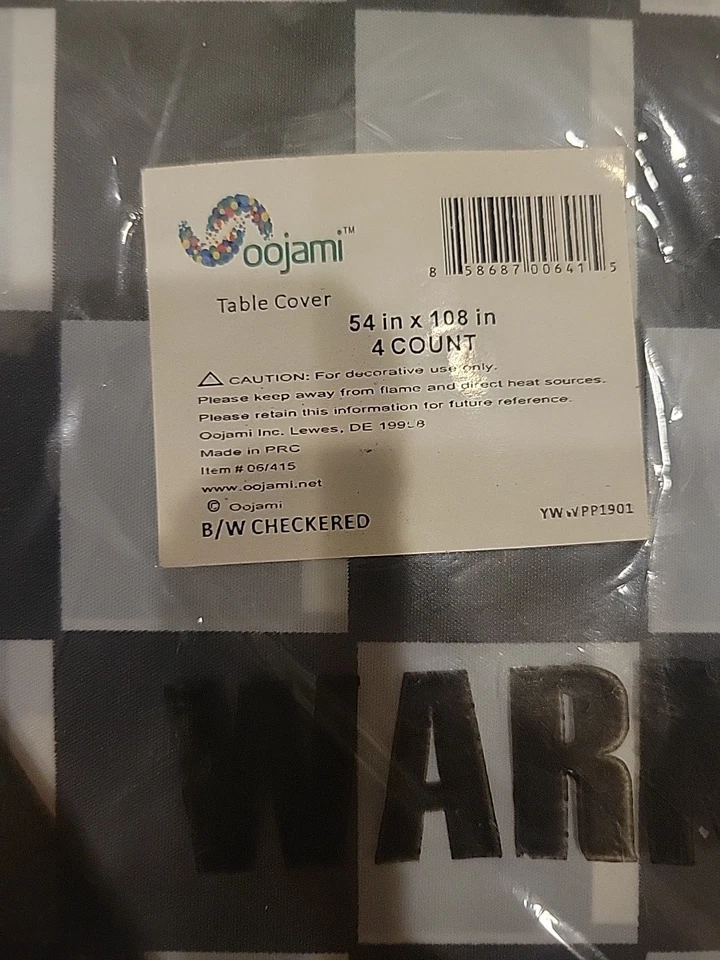 oojami™
8 58687 00641 5
Table Cover
54 in x 108 in
4 COUNT
CAUTION: For decorative use only.
Please keep away from flame and direct heat sources.
Please retain this information for future reference.
Oojami Inc. Lewes, DE
Made in PRC
Item #
www.oojami.net
© Oojami
B/W CHECKERED
WAR